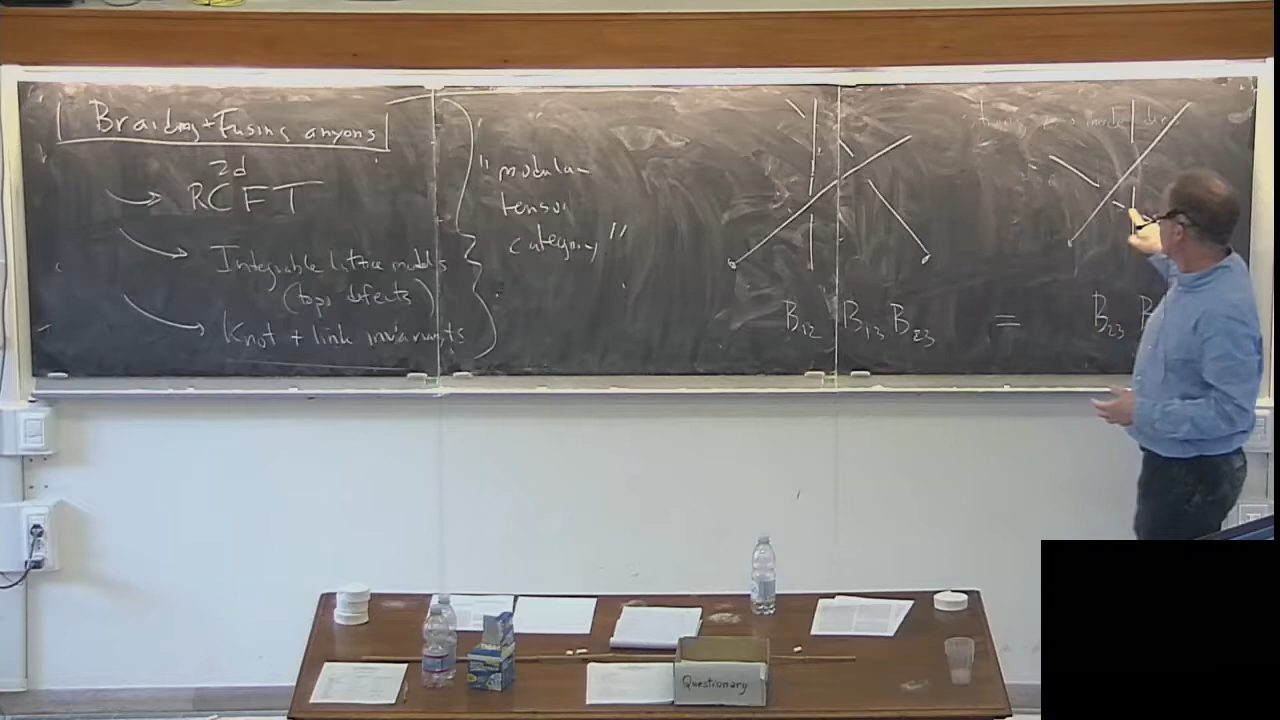 Braiding + Fusing anyons
2d
RCFT
Integrable lattice models
(topo defects)
Knot + link invariants
"modular
tensor
category"
B₁₂ B₁₃ B₂₃ = B₂₃ B
Questionary